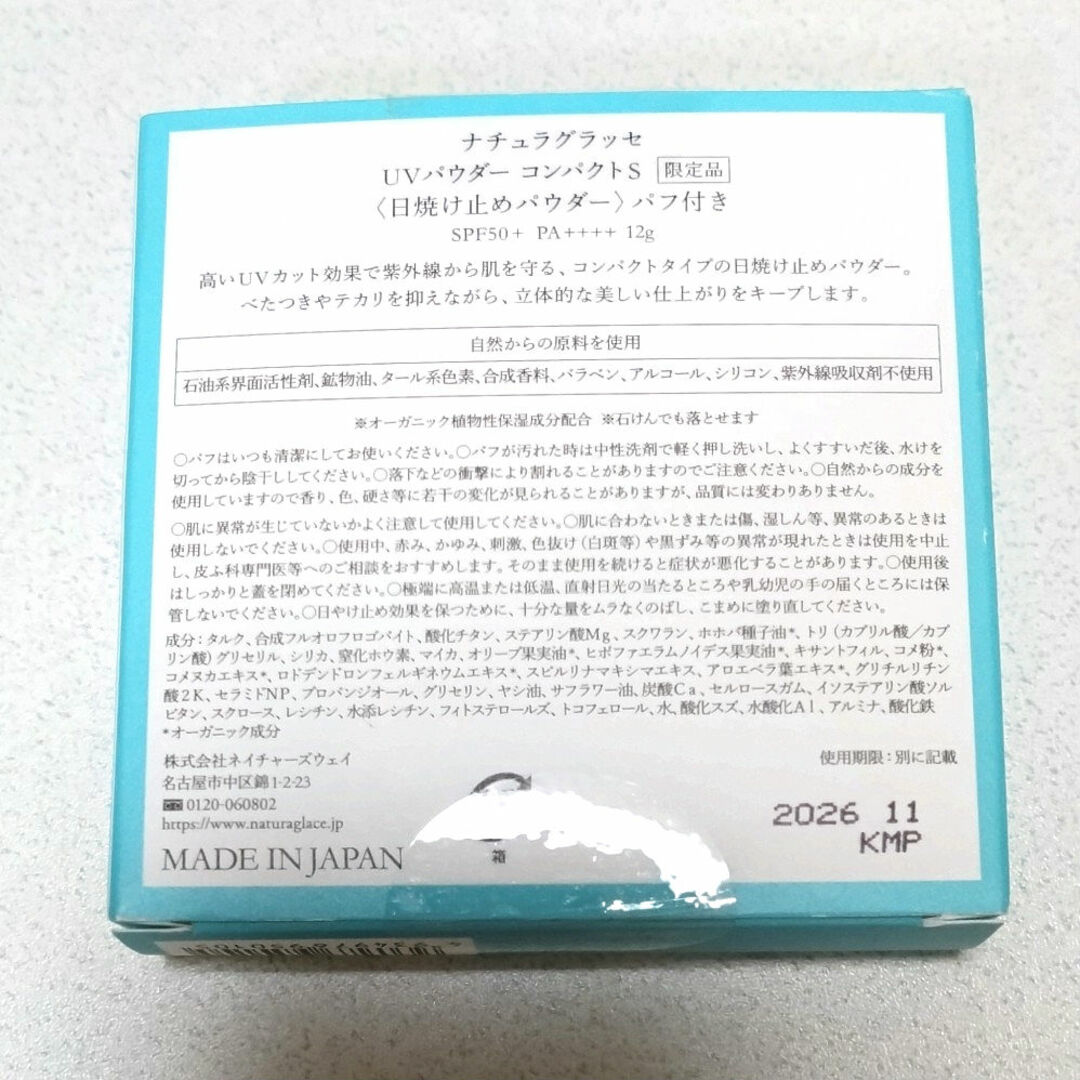 ナチュラグラッセ
UVパウダー コンパクトS 限定品
〈日焼け止めパウダー〉パフ付き
SPF50+ PA++++ 12g
高いUVカット効果で紫外線から肌を守る、コンパクトタイプの日焼け止めパウダー。
べたつきやテカリを抑えながら、立体的な美しい仕上がりをキープします。
自然からの原料を使用
石油系界面活性剤、鉱物油、タール系色素、合成香料、パラベン、アルコール、シリコン、紫外線吸収剤不使用
※オーガニック植物性保湿成分配合 ※石けんでも落とせます
○パフはいつも清潔にしてお使いください。○パフが汚れた時は中性洗剤で軽く押し洗いし、よくすすいだ後、水けを
切ってから陰干ししてください。○落下などの衝撃により割れることがありますのでご注意ください。○自然からの成分を
使用していますので香り、色、硬さ等に若干の変化が見られることがありますが、品質には変わりありません。
○肌に異常が生じていないかよく注意して使用してください。○肌に合わないときまたは傷、湿しん等、異常のあるときは
使用しないでください。○使用中、赤み、かゆみ、刺激、色抜け(白斑等)や黒ずみ等の異常が現れたときは使用を中止
し、皮ふ科専門医等へのご相談をおすすめします。そのまま使用を続けると症状が悪化することがあります。○使用後
はしっかりと蓋を閉めてください。○極端に高温または低温、直射日光の当たるところや乳幼児の手の届くところには保
管しないでください。○日やけ止め効果を保つために、十分な量をムラなくのばし、こまめに塗り直してください。
成分:タルク、合成フルオロフロゴパイト、酸化チタン、ステアリン酸Mg、スクワラン、ホホバ種子油*、トリ(カプリル酸/カプ
リン酸)グリセリル、シリカ、窒化ホウ素、マイカ、オリーブ果実油*、ヒポファエラムノイデス果実油*、キサントフィル、コメ粉*、
コメヌカエキス*、ロドデンドロンフェルギネウムエキス*、スピルリナマキシマエキス、アロエベラ葉エキス*、グリチルリチン
酸2K、セラミドNP、プロパンジオール、グリセリン、ヤシ油、サフラワー油、炭酸Ca、セルロースガム、イソステアリン酸ソル
ビタン、スクロース、レシチン、水添レシチン、フィトステロールズ、トコフェロール、水、酸化スズ、水酸化Al、アルミナ、酸化鉄
*オーガニック成分
株式会社ネイチャーズウェイ
名古屋市中区錦1-2-23
0120-060802
https://www.naturaglace.jp
MADE IN JAPAN
箱
使用期限:別に記載
2026 11
KMP